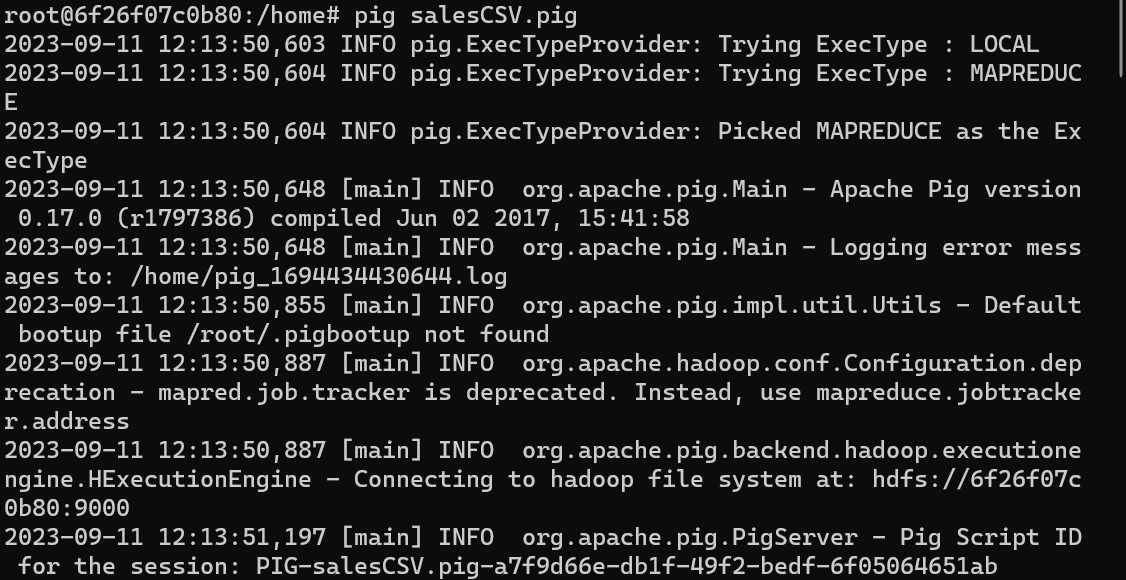 root@6f26f07c0b80:/home# pig salesCSV.pig
2023-09-11 12:13:50,603 INFO pig.ExecTypeProvider: Trying ExecType : LOCAL
2023-09-11 12:13:50,604 INFO pig.ExecTypeProvider: Trying ExecType : MAPREDUC
E
2023-09-11 12:13:50,604 INFO pig.ExecTypeProvider: Picked MAPREDUCE as the Ex
ecType
2023-09-11 12:13:50,648 [main] INFO  org.apache.pig.Main - Apache Pig version
 0.17.0 (r1797386) compiled Jun 02 2017, 15:41:58
2023-09-11 12:13:50,648 [main] INFO  org.apache.pig.Main - Logging error mess
ages to: /home/pig_1694434430644.log
2023-09-11 12:13:50,855 [main] INFO  org.apache.pig.impl.util.Utils - Default
 bootup file /root/.pigbootup not found
2023-09-11 12:13:50,887 [main] INFO  org.apache.hadoop.conf.Configuration.dep
recation - mapred.job.tracker is deprecated. Instead, use mapreduce.jobtracke
r.address
2023-09-11 12:13:50,887 [main] INFO  org.apache.pig.backend.hadoop.executione
ngine.HExecutionEngine - Connecting to hadoop file system at: hdfs://6f26f07c
0b80:9000
2023-09-11 12:13:51,197 [main] INFO  org.apache.pig.PigServer - Pig Script ID
 for the session: PIG-salesCSV.pig-a7f9d66e-db1f-49f2-bedf-6f05064651ab